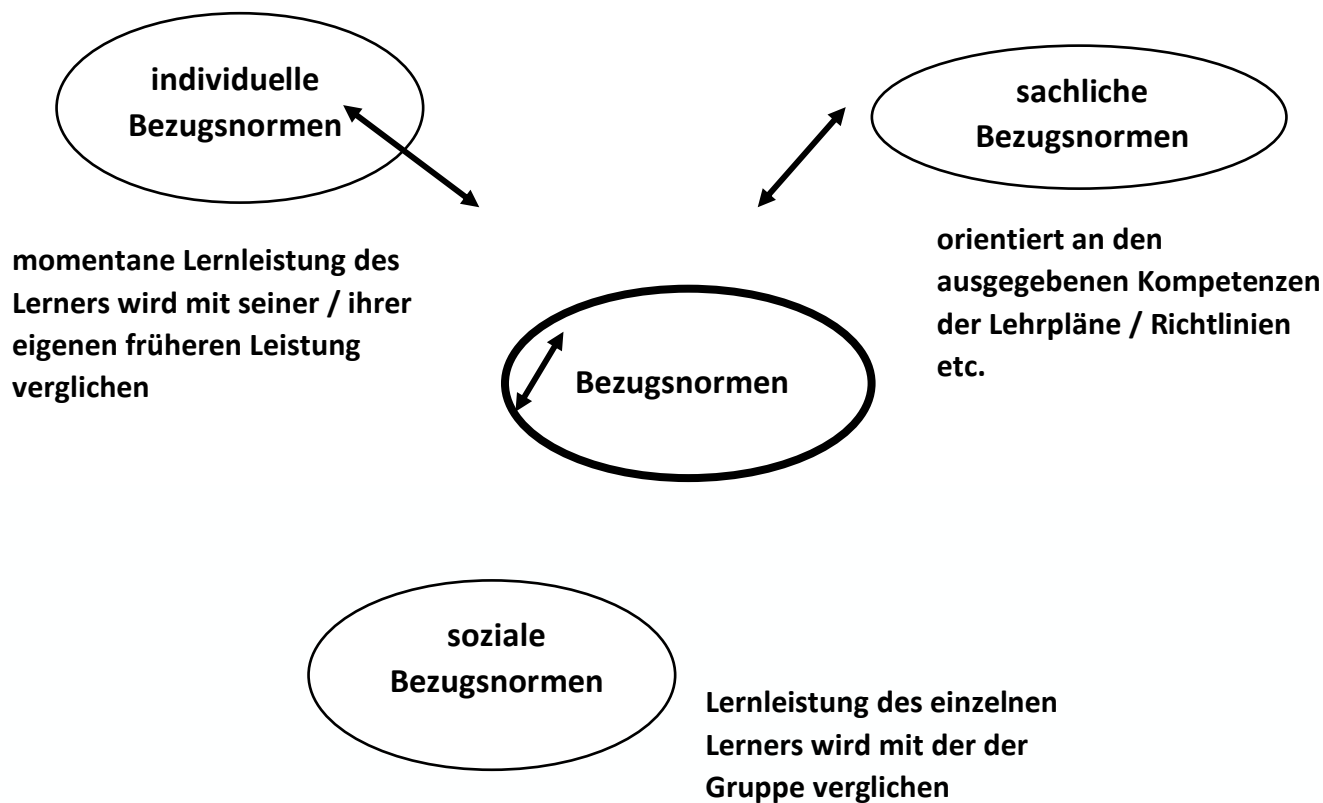 individuelle
Bezugsnormen
sachliche
Bezugsnormen
momentane Lernleistung des
Lerners wird mit seiner / ihrer
eigenen früheren Leistung
verglichen
orientiert an den
ausgegebenen Kompetenzen
der Lehrpläne / Richtlinien
etc.
Bezugsnormen
soziale
Bezugsnormen
Lernleistung des einzelnen
Lerners wird mit der der
Gruppe verglichen